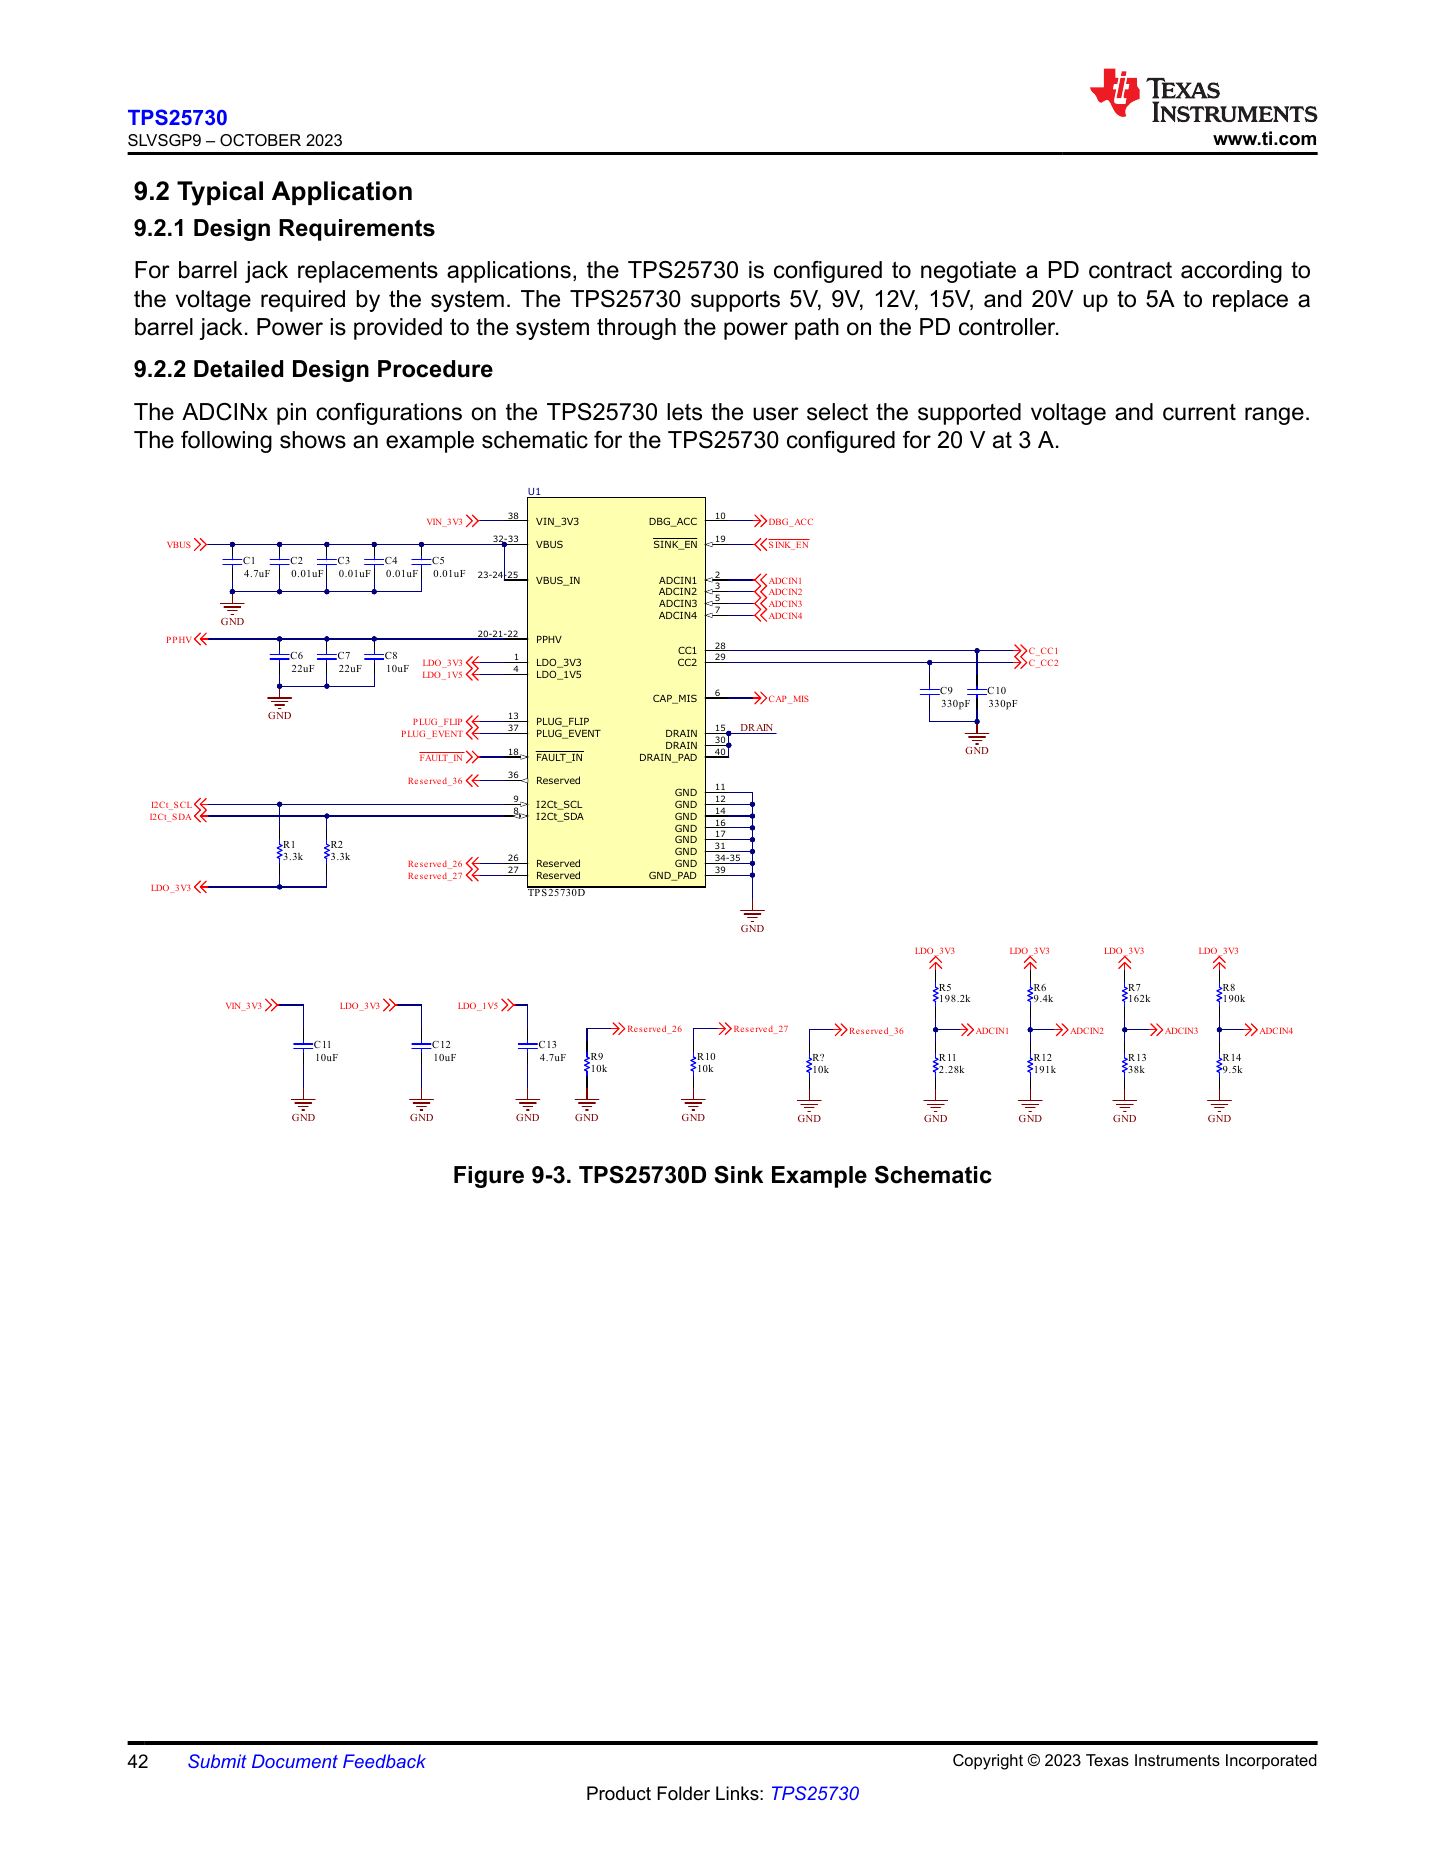 TEXAS
INSTRUMENTS
TPS25730
SLVSGP9 – OCTOBER 2023
www.ti.com
9.2 Typical Application
9.2.1 Design Requirements
For barrel jack replacements applications, the TPS25730 is configured to negotiate a PD contract according to
the voltage required by the system. The TPS25730 supports 5V, 9V, 12V, 15V, and 20V up to 5A to replace a
barrel jack. Power is provided to the system through the power path on the PD controller.
9.2.2 Detailed Design Procedure
The ADCINx pin configurations on the TPS25730 lets the user select the supported voltage and current range.
The following shows an example schematic for the TPS25730 configured for 20 V at 3 A.
U1
VIN_3V3 38 VIN_3V3 DBG_ACC 10 DBG_ACC
VBUS 32-33 VBUS SINK_EN 19 SINK_EN
C1 C2 C3 C4 C5
4.7uF 0.01uF 0.01uF 0.01uF 0.01uF
23-24-25 VBUS_IN ADCIN1 2 ADCIN1
ADCIN2 3 ADCIN2
ADCIN3 5 ADCIN3
ADCIN4 7 ADCIN4
GND
PPHV 20-21-22 PPHV
CC1 28 C_CC1
C6 C7 C8
22uF 22uF 10uF
LDO_3V3 1 LDO_3V3 CC2 29 C_CC2
LDO_1V5 4 LDO_1V5
C9 C10
330pF 330pF
CAP_MIS 6 CAP_MIS
GND
PLUG_FLIP 13 PLUG_FLIP
PLUG_EVENT 37 PLUG_EVENT DRAIN 15 DRAIN
DRAIN 30
GND
FAULT_IN 18 FAULT_IN DRAIN_PAD 40
Reserved_36 36 Reserved
GND 11
I2Ct_SCL 9 I2Ct_SCL GND 12
I2Ct_SDA 8 I2Ct_SDA GND 14
GND 16
GND 17
R1 R2
3.3k 3.3k
GND 31
Reserved_26 26 Reserved GND 34-35
Reserved_27 27 Reserved GND_PAD 39
LDO_3V3
TPS25730D
GND
LDO_3V3 LDO_3V3 LDO_3V3 LDO_3V3
R5 R6 R7 R8
198.2k 9.4k 162k 190k
VIN_3V3 LDO_3V3 LDO_1V5
Reserved_26 Reserved_27 Reserved_36 ADCIN1 ADCIN2 ADCIN3 ADCIN4
C11 C12 C13
10uF 10uF 4.7uF
R9 R10 R? R11 R12 R13 R14
10k 10k 10k 2.28k 191k 38k 9.5k
GND GND GND GND GND GND GND GND GND GND
Figure 9-3. TPS25730D Sink Example Schematic
42 Submit Document Feedback
Copyright © 2023 Texas Instruments Incorporated
Product Folder Links: TPS25730